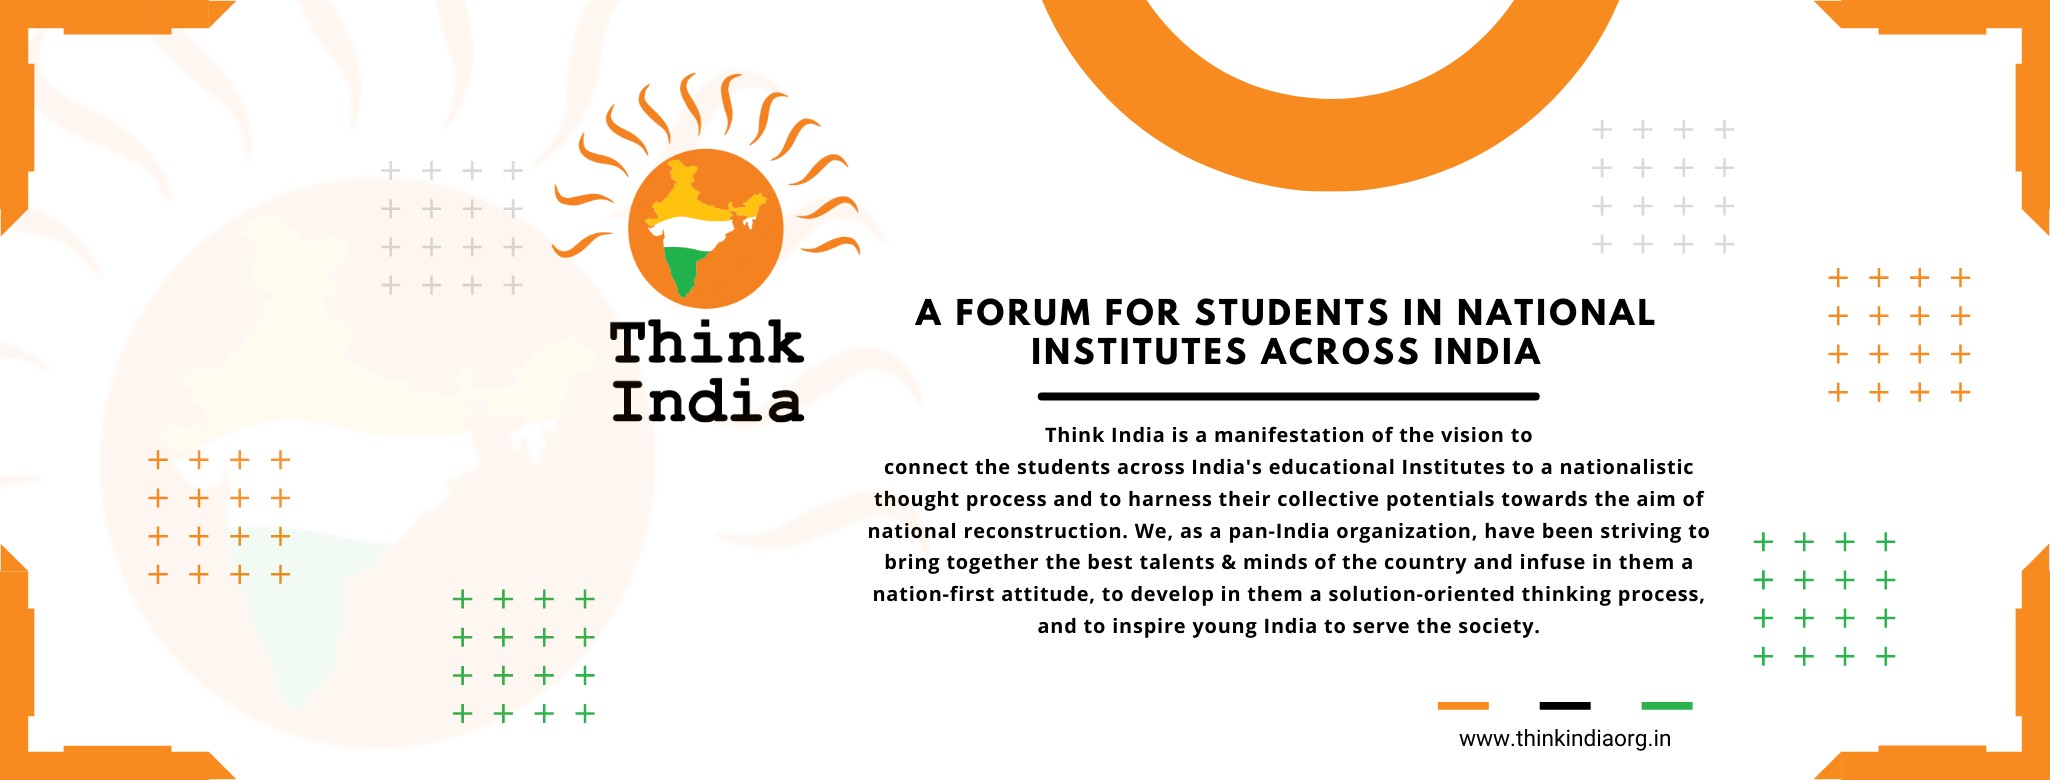 Think
India
A FORUM FOR STUDENTS IN NATIONAL
INSTITUTES ACROSS INDIA
Think India is a manifestation of the vision to
connect the students across India's educational Institutes to a nationalistic
thought process and to harness their collective potentials towards the aim of
national reconstruction. We, as a pan-India organization, have been striving to
bring together the best talents & minds of the country and infuse in them a
nation-first attitude, to develop in them a solution-oriented thinking process,
and to inspire young India to serve the society.
www.thinkindiaorg.in